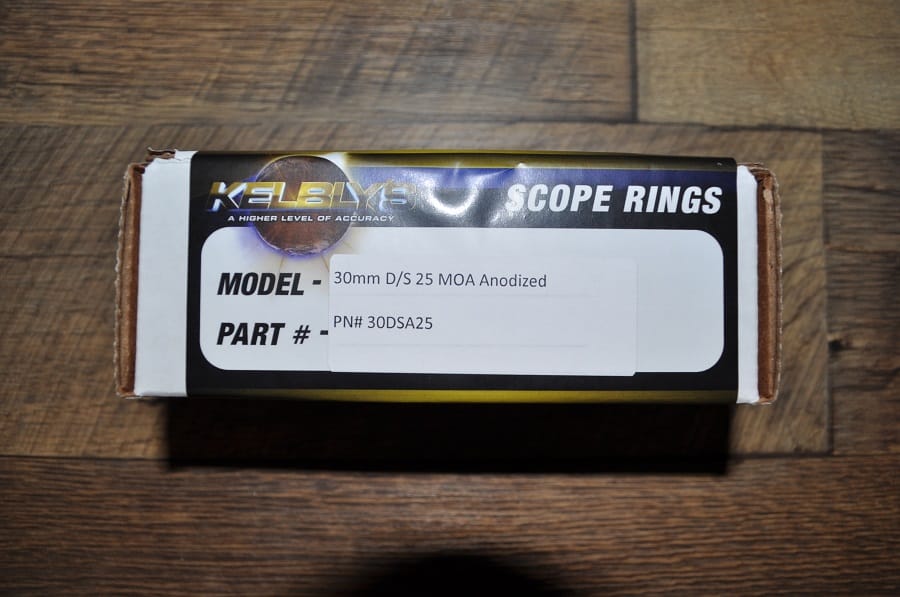 KELBLY'S
A HIGHER LEVEL OF ACCURACY
SCOPE RINGS
MODEL - 30mm D/S 25 MOA Anodized
PART # - PN# 30DSA25